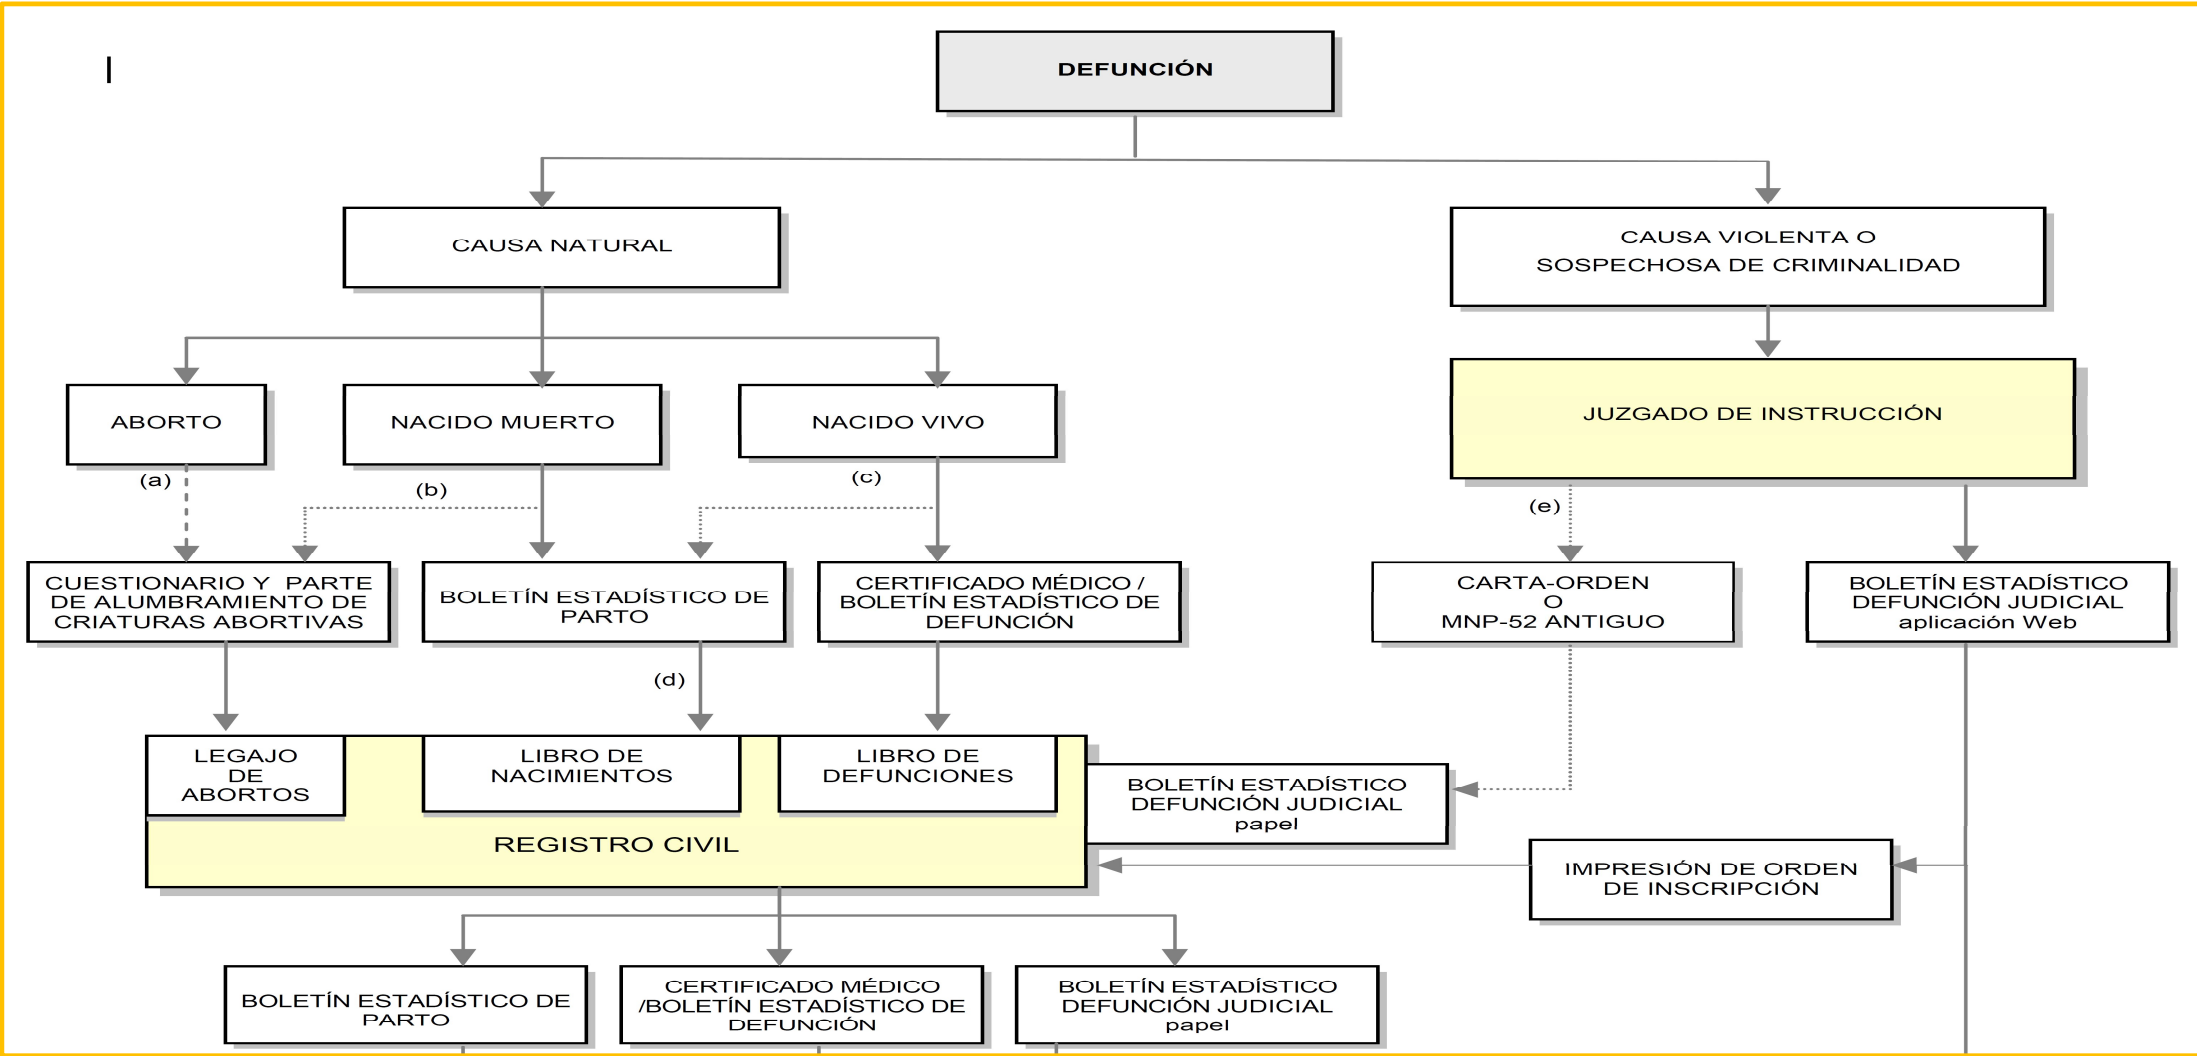 DEFUNCIÓN
CAUSA NATURAL
CAUSA VIOLENTA O
SOSPECHOSA DE CRIMINALIDAD
ABORTO
NACIDO MUERTO
NACIDO VIVO
JUZGADO DE INSTRUCCIÓN
(a)
(b)
(c)
(e)
CUESTIONARIO Y PARTE
DE ALUMBRAMIENTO DE
CRIATURAS ABORTIVAS
BOLETÍN ESTADÍSTICO DE
PARTO
CERTIFICADO MÉDICO /
BOLETÍN ESTADÍSTICO DE
DEFUNCIÓN
CARTA-ORDEN
O
MNP-52 ANTIGUO
BOLETÍN ESTADÍSTICO
DEFUNCIÓN JUDICIAL
aplicación Web
(d)
LEGAJO
DE
ABORTOS
LIBRO DE
NACIMIENTOS
LIBRO DE
DEFUNCIONES
BOLETÍN ESTADÍSTICO
DEFUNCIÓN JUDICIAL
papel
REGISTRO CIVIL
IMPRESIÓN DE ORDEN
DE INSCRIPCIÓN
BOLETÍN ESTADÍSTICO DE
PARTO
CERTIFICADO MÉDICO
/BOLETÍN ESTADÍSTICO DE
DEFUNCIÓN
BOLETÍN ESTADÍSTICO
DEFUNCIÓN JUDICIAL
papel